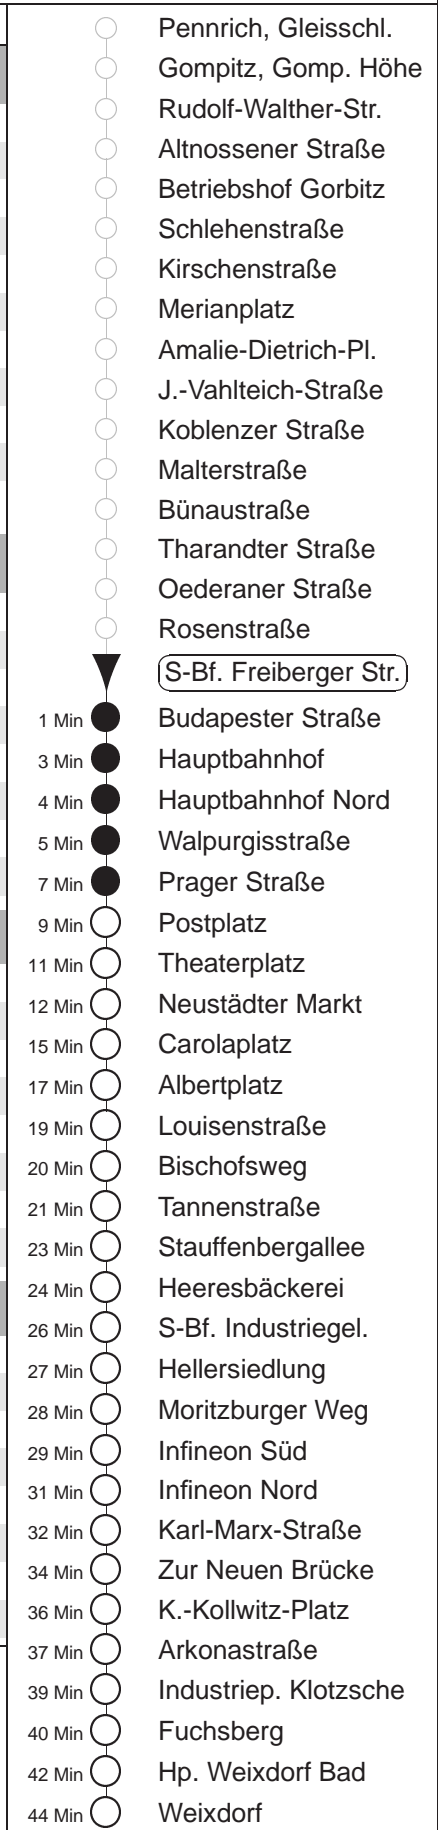 Pennrich, Gleisschl.
Gompitz, Gomp. Höhe
Rudolf-Walther-Str.
Altnossener Straße
Betriebshof Gorbitz
Schlehenstraße
Kirschenstraße
Merianplatz
Amalie-Dietrich-Pl.
J.-Vahlteich-Straße
Koblenzer Straße
Malterstraße
Bünaustraße
Tharandter Straße
Oederaner Straße
Rosenstraße
S-Bf. Freiberger Str.
1 Min Budapester Straße
3 Min Hauptbahnhof
4 Min Hauptbahnhof Nord
5 Min Walpurgisstraße
7 Min Prager Straße
9 Min Postplatz
11 Min Theaterplatz
12 Min Neustädter Markt
15 Min Carolaplatz
17 Min Albertplatz
19 Min Louisenstraße
20 Min Bischofsweg
21 Min Tannenstraße
23 Min Stauffenbergallee
24 Min Heeresbäckerei
26 Min S-Bf. Industriegel.
27 Min Hellersiedlung
28 Min Moritzburger Weg
29 Min Infineon Süd
31 Min Infineon Nord
32 Min Karl-Marx-Straße
34 Min Zur Neuen Brücke
36 Min K.-Kollwitz-Platz
37 Min Arkonastraße
39 Min Industriep. Klotzsche
40 Min Fuchsberg
42 Min Hp. Weixdorf Bad
44 Min Weixdorf